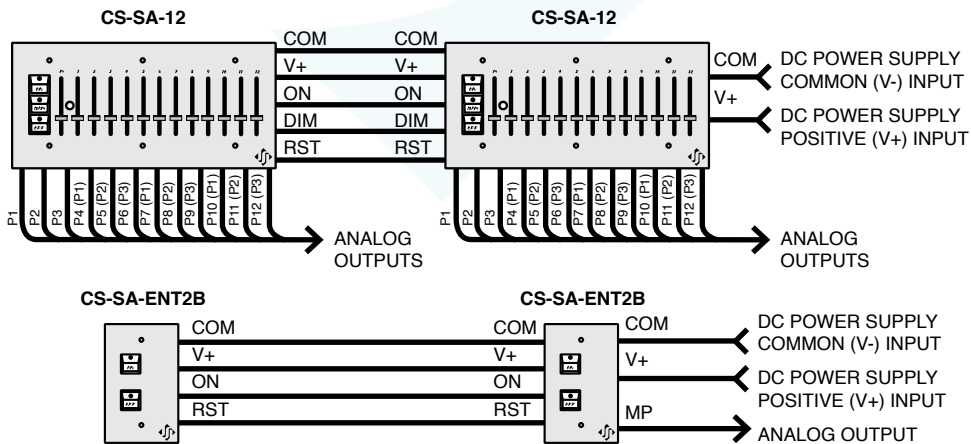 CS-SA-12
CS-SA-12
COM COM
V+ V+
ON ON
DIM DIM
RST RST
COM
V+
DC POWER SUPPLY
COMMON (V-) INPUT
DC POWER SUPPLY
POSITIVE (V+) INPUT
P1
P2
P3
P4 (P1)
P5 (P2)
P6 (P3)
P7 (P1)
P8 (P2)
P9 (P3)
P10 (P1)
P11 (P2)
P12 (P3)
ANALOG
OUTPUTS
P1
P2
P3
P4 (P1)
P5 (P2)
P6 (P3)
P7 (P1)
P8 (P2)
P9 (P3)
P10 (P1)
P11 (P2)
P12 (P3)
ANALOG
OUTPUTS
CS-SA-ENT2B
CS-SA-ENT2B
COM COM
V+ V+
ON ON
RST RST
COM
V+
MP
DC POWER SUPPLY
COMMON (V-) INPUT
DC POWER SUPPLY
POSITIVE (V+) INPUT
ANALOG OUTPUT